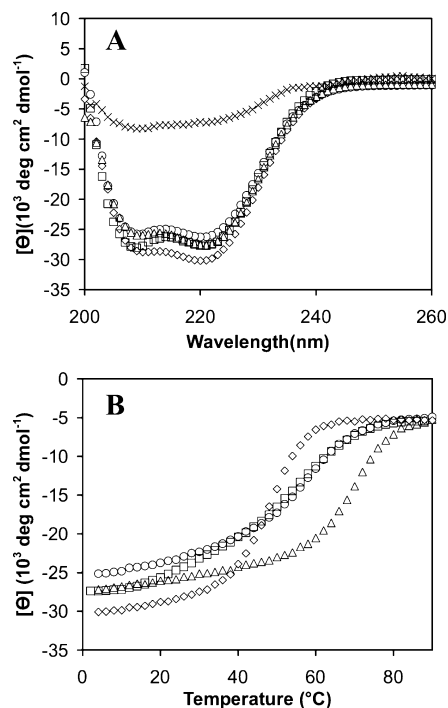 A
10
5
0
-5
-10
-15
-20
-25
-30
-35
200 220 240 260
[Θ](10³ deg cm² dmol⁻¹)
Wavelength(nm)
B
0
-5
-10
-15
-20
-25
-30
-35
0 20 40 60 80
[Θ] (10³ deg cm² dmol⁻¹)
Temperature (°C)